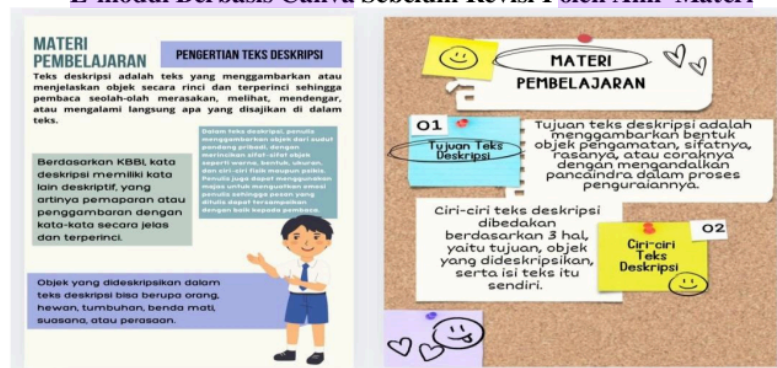 E-modul Berbasis Canva Sebelum Revisi 1 oleh Ahli Materi
MATERI
PEMBELAJARAN
PENGERTIAN TEKS DESKRIPSI
Teks deskripsi adalah teks yang menggambarkan atau
menjelaskan objek secara rinci dan terperinci sehingga
pembaca seolah-olah merasakan, melihat, mendengar,
atau mengalami langsung apa yang disajikan di dalam
teks.
Dalam teks deskripsi, penulis
menggambarkan objek dari sudut
pandang pribadi, dengan
merincikan sifat-sifat objek
seperti warna, bentuk, ukuran,
dan ciri-ciri fisik maupun psikis.
Penulis juga dapat menggunakan
majas untuk menguatkan emosi
penulis sehingga pesan yang
ditulis dapat tersampaikan
dengan baik kepada pembaca.
Berdasarkan KBBI, kata
deskripsi memiliki kata
lain deskriptif, yang
artinya pemaparan atau
penggambaran dengan
kata-kata secara jelas
dan terperinci.
Objek yang dideskripsikan dalam
teks deskripsi bisa berupa orang,
hewan, tumbuhan, benda mati,
suasana, atau perasaan.
MATERI
PEMBELAJARAN
01
Tujuan Teks
Deskripsi
Tujuan teks deskripsi adalah
menggambarkan bentuk
objek pengamatan, sifatnya,
rasanya, atau coraknya
dengan mengandalkan
pancaindra dalam proses
penguraiannya.
Ciri-ciri teks deskripsi
dibedakan
berdasarkan 3 hal,
yaitu tujuan, objek
yang dideskripsikan,
serta isi teks itu
sendiri.
02
Ciri-ciri
Teks
Deskripsi